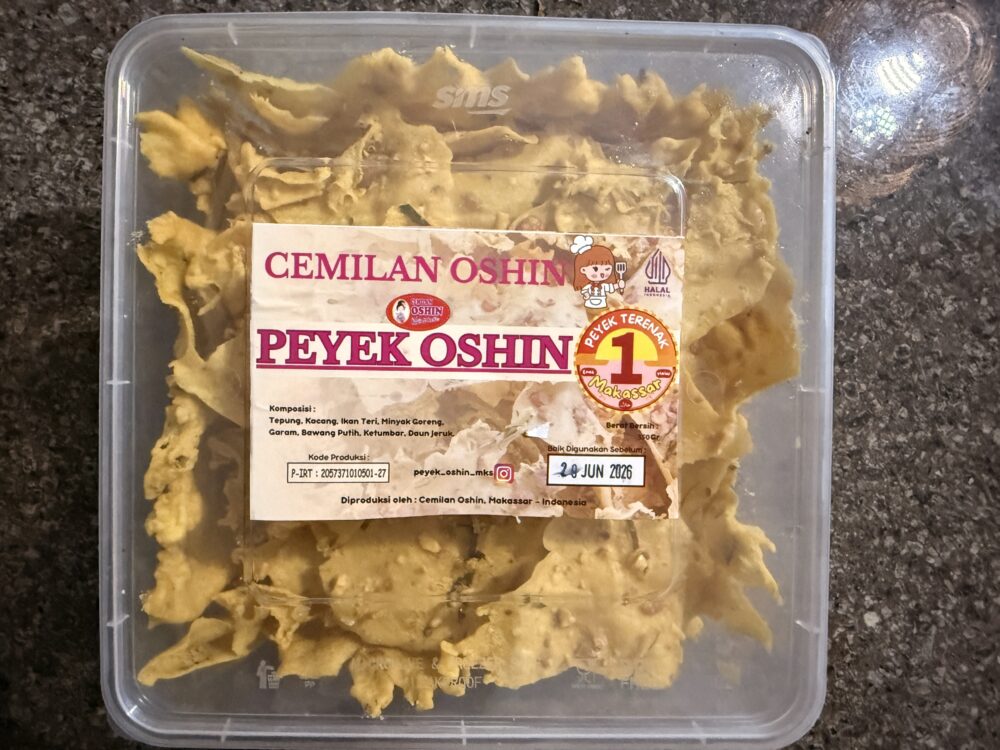 sms
CEMILAN OSHIN
HALAL
INDONESIA
OSHIN
PEYEK OSHIN
PEYEK TERENAK
1
Makassar
Komposisi :
Tepung, Kacang, Ikan Teri, Minyak Goreng,
Garam, Bawang Putih, Ketumbar, Daun Jeruk.
Berat Bersih :
350Gr
Kode Produksi :
P-IRT : 2057371010501-27
peyek_oshin_mks
Baik Digunakan Sebelum :
20 JUN 2026
Diproduksi oleh : Cemilan Oshin, Makassar - Indonesia